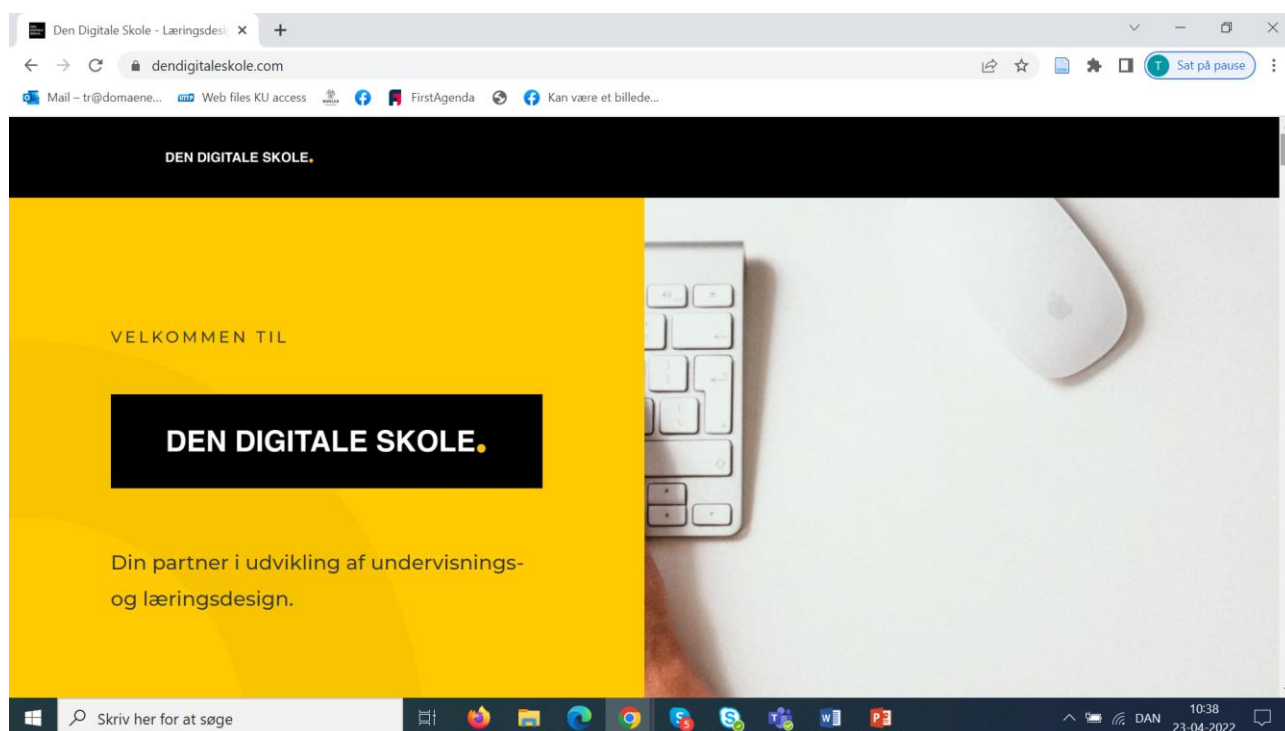 Den Digitale Skole - Læringsdesi
dendigitaleskole.com
T Sat på pause
Mail – tr@domaene...
Web files KU access
FirstAgenda
Kan være et billede...
DEN DIGITALE SKOLE.
VELKOMMEN TIL
DEN DIGITALE SKOLE.
Din partner i udvikling af undervisnings-
og læringsdesign.
Skriv her for at søge
DAN
10:38
23-04-2022